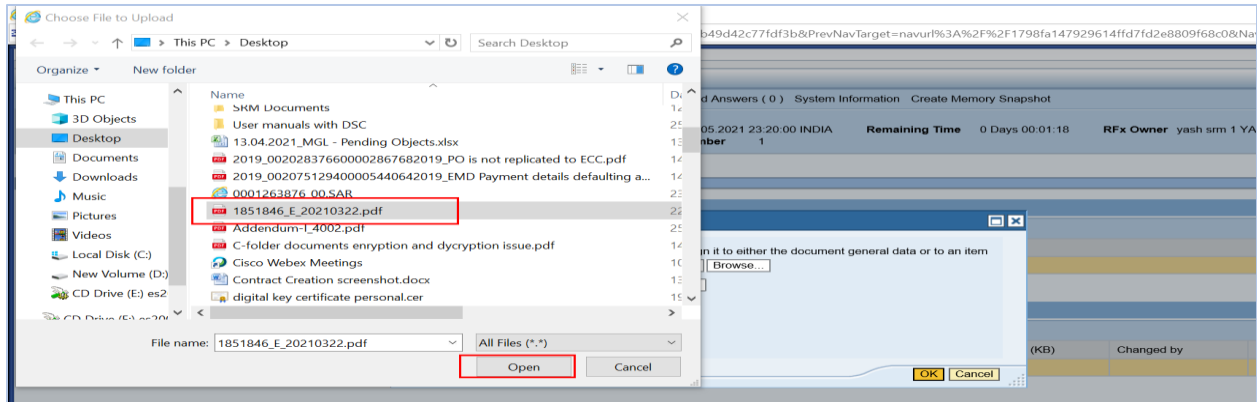 Choose File to Upload
This PC > Desktop
Search Desktop
b49d42c77fdf3b&PrevNavTarget=navurl%3A%2F%2F1798fa147929614ffd7fd2e8809f68c0&Na
Organize
New folder
This PC
3D Objects
Desktop
Documents
Downloads
Music
Pictures
Videos
Local Disk (C:)
New Volume (D:)
CD Drive (E:) es2
Name
SRM Documents
User manuals with DSC
13.04.2021_MGL - Pending Objects.xlsx
2019_002028376600002867682019_PO is not replicated to ECC.pdf
2019_002075129400005440642019_EMD Payment details defaulting a...
0001263876_00.SAR
1851846_E_20210322.pdf
Addendum-I_4002.pdf
C-folder documents enryption and dycryption issue.pdf
Cisco Webex Meetings
Contract Creation screenshot.docx
digital key certificate personal.cer
File name: 1851846_E_20210322.pdf
All Files (*.*)
Open
Cancel
d Answers ( 0 ) System Information Create Memory Snapshot
05.2021 23:20:00 INDIA Remaining Time 0 Days 00:01:18 RFx Owner yash srm 1 YA
nber 1
n it to either the document general data or to an item
Browse...
OK Cancel
(KB) Changed by